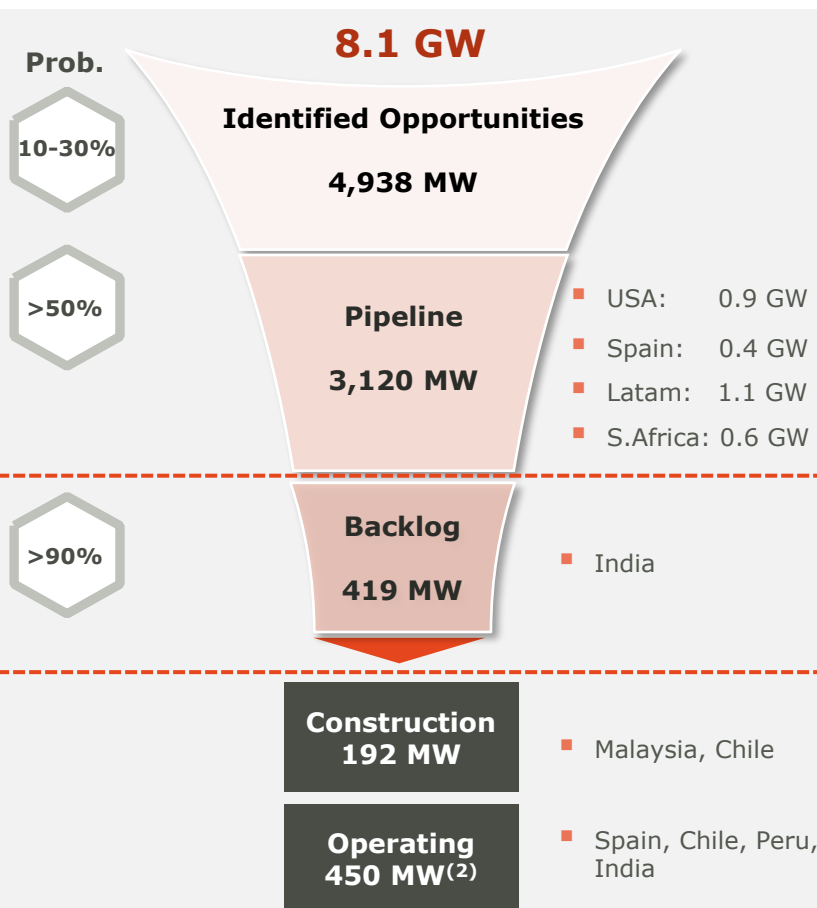 8.1 GW
Prob.
10-30%
Identified Opportunities
4,938 MW
>50%
Pipeline
3,120 MW
▪ USA: 0.9 GW
▪ Spain: 0.4 GW
▪ Latam: 1.1 GW
▪ S.Africa: 0.6 GW
>90%
Backlog
419 MW
▪ India
Construction
192 MW
▪ Malaysia, Chile
Operating
450 MW(2)
▪ Spain, Chile, Peru,
India